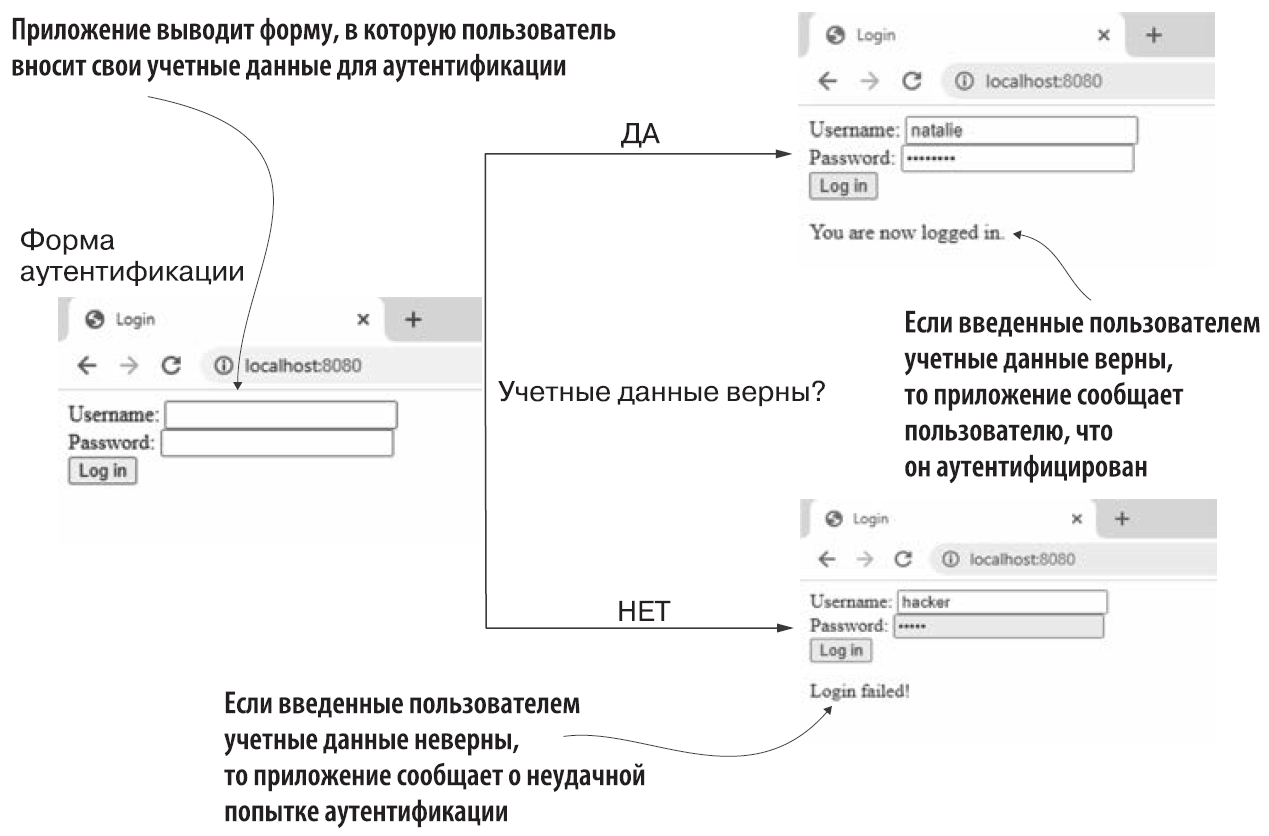 Приложение выводит форму, в которую пользователь
вносит свои учетные данные для аутентификации
Форма
аутентификации
Login
localhost:8080
Username:
Password:
Log in
Учетные данные верны?
ДА
Login
localhost:8080
Username: natalie
Password: ••••••••
Log in
You are now logged in.
Если введенные пользователем
учетные данные верны,
то приложение сообщает
пользователю, что
он аутентифицирован
НЕТ
Login
localhost:8080
Username: hacker
Password: •••••
Log in
Login failed!
Если введенные пользователем
учетные данные неверны,
то приложение сообщает о неудачной
попытке аутентификации